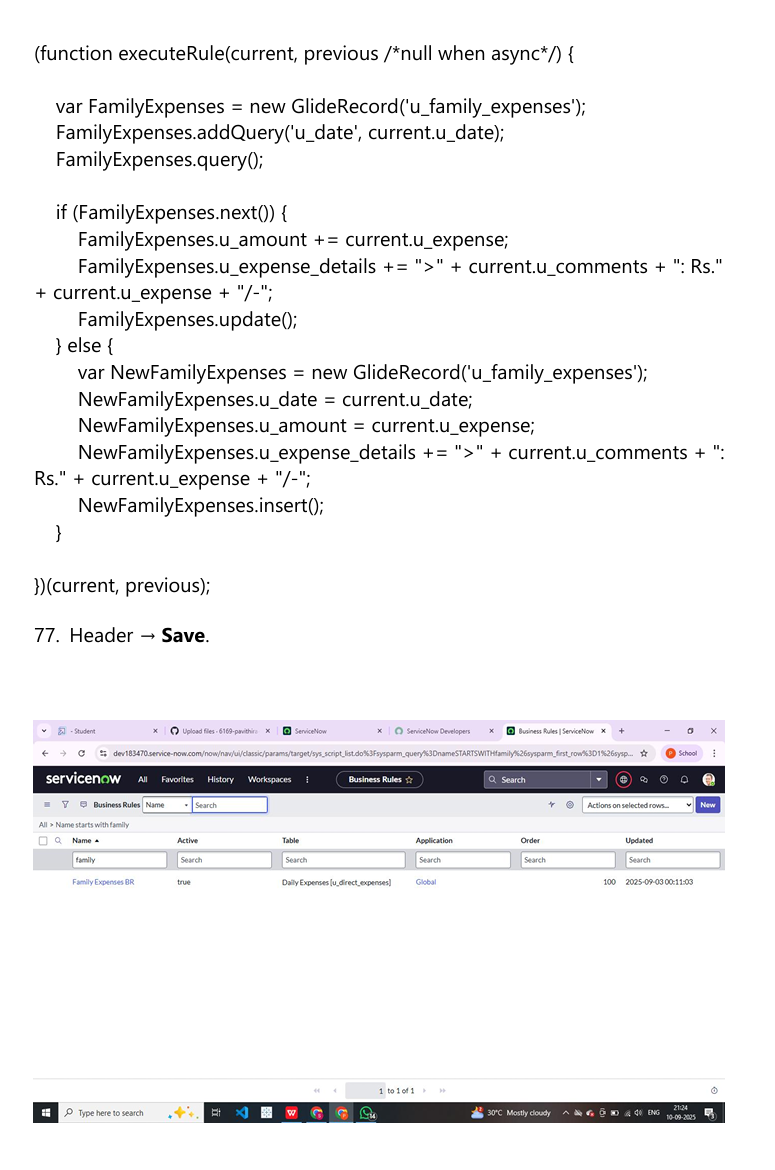 (function executeRule(current, previous /*null when async*/) {
var FamilyExpenses = new GlideRecord('u_family_expenses');
FamilyExpenses.addQuery('u_date', current.u_date);
FamilyExpenses.query();
if (FamilyExpenses.next()) {
FamilyExpenses.u_amount += current.u_expense;
FamilyExpenses.u_expense_details += ">" + current.u_comments + ": Rs."
+ current.u_expense + "/-";
FamilyExpenses.update();
} else {
var NewFamilyExpenses = new GlideRecord('u_family_expenses');
NewFamilyExpenses.u_date = current.u_date;
NewFamilyExpenses.u_amount = current.u_expense;
NewFamilyExpenses.u_expense_details += ">" + current.u_comments + ":
Rs." + current.u_expense + "/-";
NewFamilyExpenses.insert();
}
})(current, previous);
77. Header → Save.
- Student Upload files · 6169-pavithira ServiceNow ServiceNow Developers Business Rules | ServiceNow
dev183470.service-now.com/now/nav/ui/classic/params/target/sys_script_list.do%3Fsysparm_query%3DnameSTARTSWITHfamily%26sysparm_first_row%3D1%26sysp... School
servicenow All Favorites History Workspaces Business Rules Search
Business Rules Name Search Actions on selected rows... New
All > Name starts with family
Name Active Table Application Order Updated
family Search Search Search Search Search
Family Expenses BR true Daily Expenses [u_direct_expenses] Global 100 2025-09-03 00:11:03
1 to 1 of 1
Type here to search 30°C Mostly cloudy ENG 21:24
10-09-2025